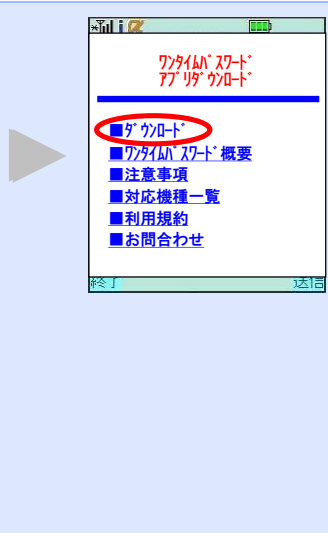 ﾜﾝﾀｲﾑﾊﾟｽﾜｰﾄﾞ
ｱﾌﾟﾘﾀﾞｳﾝﾛｰﾄﾞ
■ﾀﾞｳﾝﾛｰﾄﾞ
■ﾜﾝﾀｲﾑﾊﾟｽﾜｰﾄﾞ概要
■注意事項
■対応機種一覧
■利用規約
■お問合わせ
終了 送信